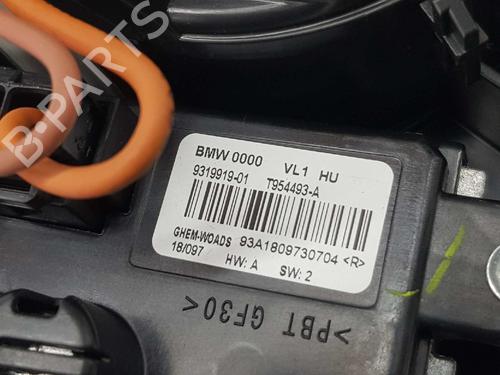 BMW 0000 VL1 HU
9319919-01 T954493-A
GHEM-WOADS 93A1809730704 <R>
18/097 HW: A SW: 2
>PBT GF30<
B-PARTS